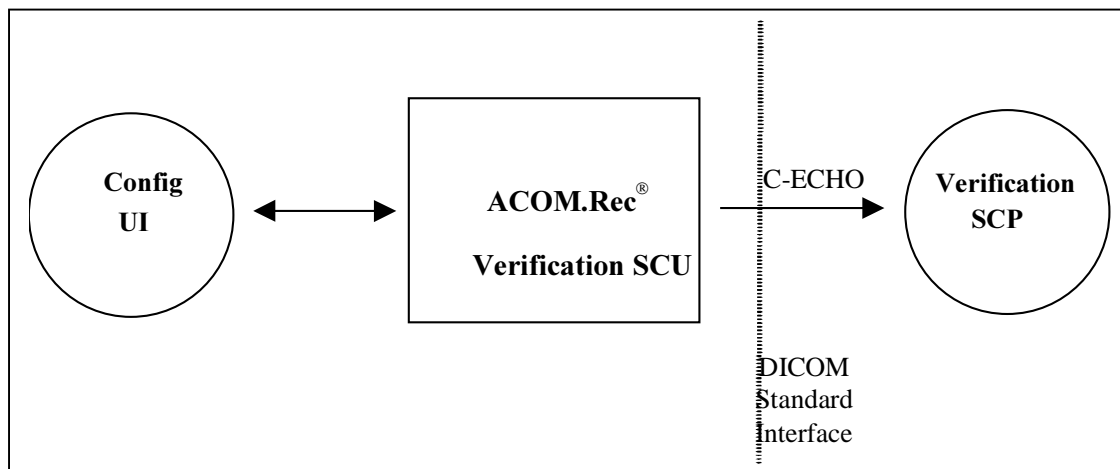 Config
UI
ACOM.Rec®
Verification SCU
C-ECHO
Verification
SCP
DICOM
Standard
Interface